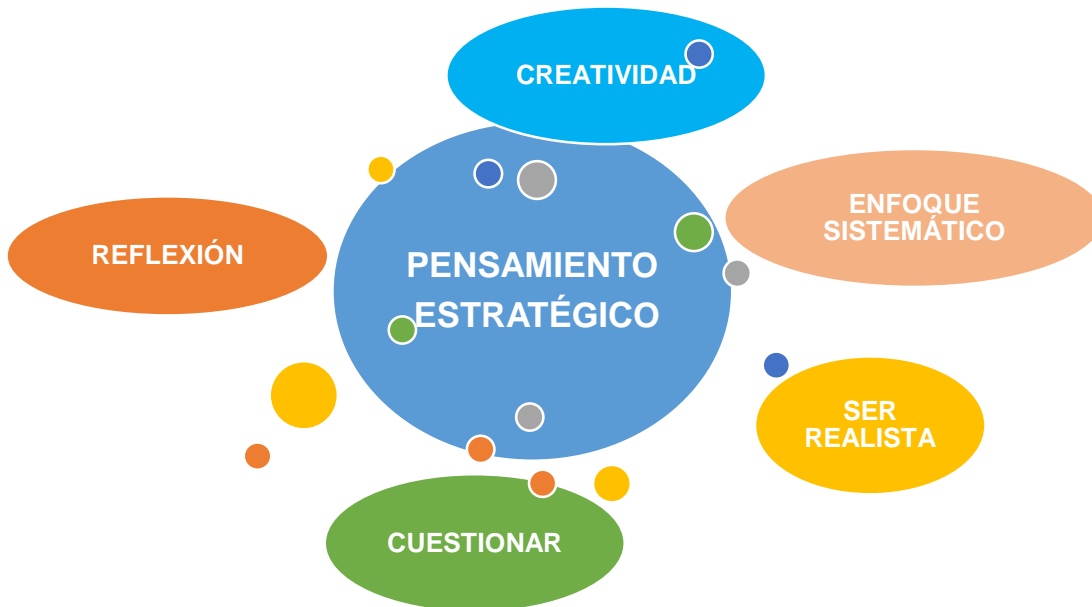 CREATIVIDAD
ENFOQUE
SISTEMÁTICO
REFLEXIÓN
PENSAMIENTO
ESTRATÉGICO
SER
REALISTA
CUESTIONAR